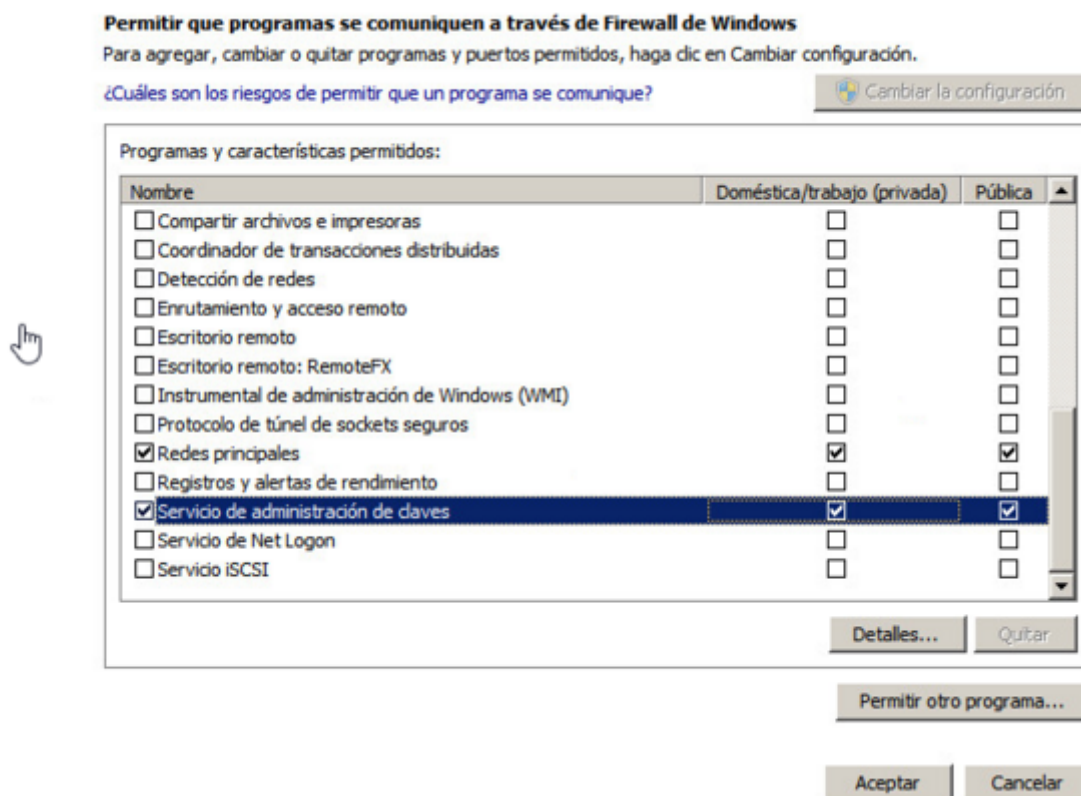 Permitir que programas se comuniquen a través de Firewall de Windows
Para agregar, cambiar o quitar programas y puertos permitidos, haga clic en Cambiar configuración.
¿Cuáles son los riesgos de permitir que un programa se comunique? Cambiar la configuración
Programas y características permitidos:
Nombre Doméstica/trabajo (privada) Pública
Compartir archivos e impresoras
Coordinador de transacciones distribuidas
Detección de redes
Enrutamiento y acceso remoto
Escritorio remoto
Escritorio remoto: RemoteFX
Instrumental de administración de Windows (WMI)
Protocolo de túnel de sockets seguros
Redes principales
Registros y alertas de rendimiento
Servicio de administración de claves
Servicio de Net Logon
Servicio iSCSI
Detalles... Quitar
Permitir otro programa...
Aceptar Cancelar